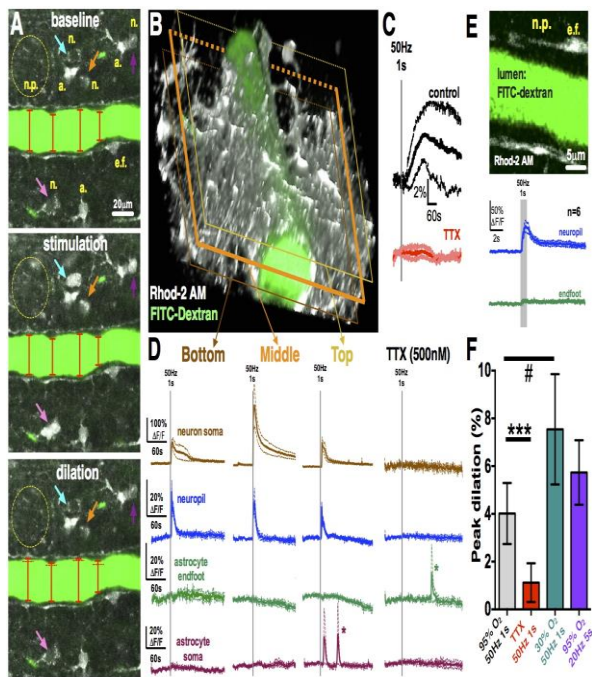 A
baseline
n.
n.
n.p.
a.
n.
a.
e.f.
n.
a.
20µm
stimulation
dilation
B
Rhod-2 AM
FITC-Dextran
C
50Hz
1s
control
2%
60s
TTX
D
Bottom
Middle
Top
TTX (500nM)
50Hz
1s
50Hz
1s
50Hz
1s
50Hz
1s
100%
ΔF/F
60s
neuron soma
20%
ΔF/F
60s
neuropil
20%
ΔF/F
60s
astrocyte
endfoot
*
20%
ΔF/F
60s
astrocyte
soma
*
E
n.p.
e.f.
lumen:
FITC-dextran
Rhod-2 AM
5µm
50Hz
1s
50%
ΔF/F
2s
n=6
neuropil
endfoot
F
Peak dilation (%)
10
8
6
4
2
0
#
***
95% O₂
50Hz 1s
TTX
50Hz 1s
30% O₂
50Hz 1s
95% O₂
20Hz 5s